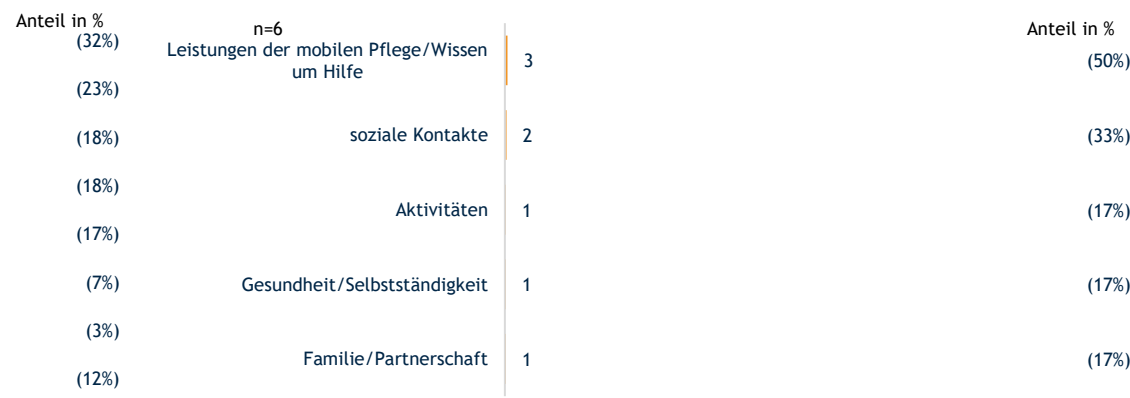 Anteil in %
(32%)
(23%)
(18%)
(18%)
(17%)
(7%)
(3%)
(12%)
n=6
Anteil in %
Leistungen der mobilen Pflege/Wissen
um Hilfe
3
(50%)
soziale Kontakte
2
(33%)
Aktivitäten
1
(17%)
Gesundheit/Selbstständigkeit
1
(17%)
Familie/Partnerschaft
1
(17%)